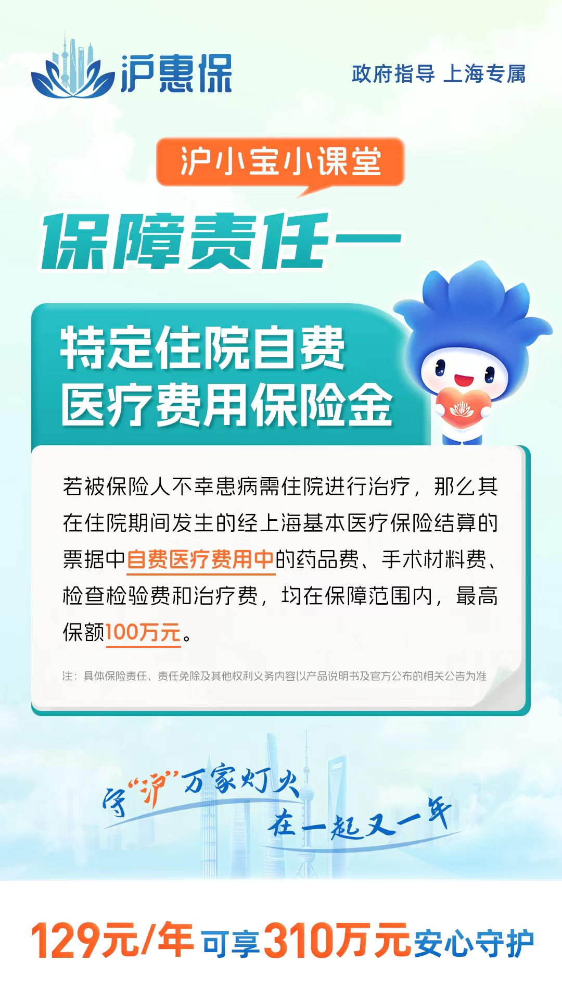 沪惠保
政府指导 上海专属
沪小宝小课堂
保障责任一
特定住院自费
医疗费用保险金
若被保险人不幸患病需住院进行治疗，那么其
在住院期间发生的经上海基本医疗保险结算的
票据中自费医疗费用中的药品费、手术材料费、
检查检验费和治疗费，均在保障范围内，最高
保额100万元。
注：具体保险责任、责任免除及其他权利义务内容以产品说明书及官方公布的相关公告为准
守“沪”万家灯火
在一起又一年
129元/年可享310万元安心守护